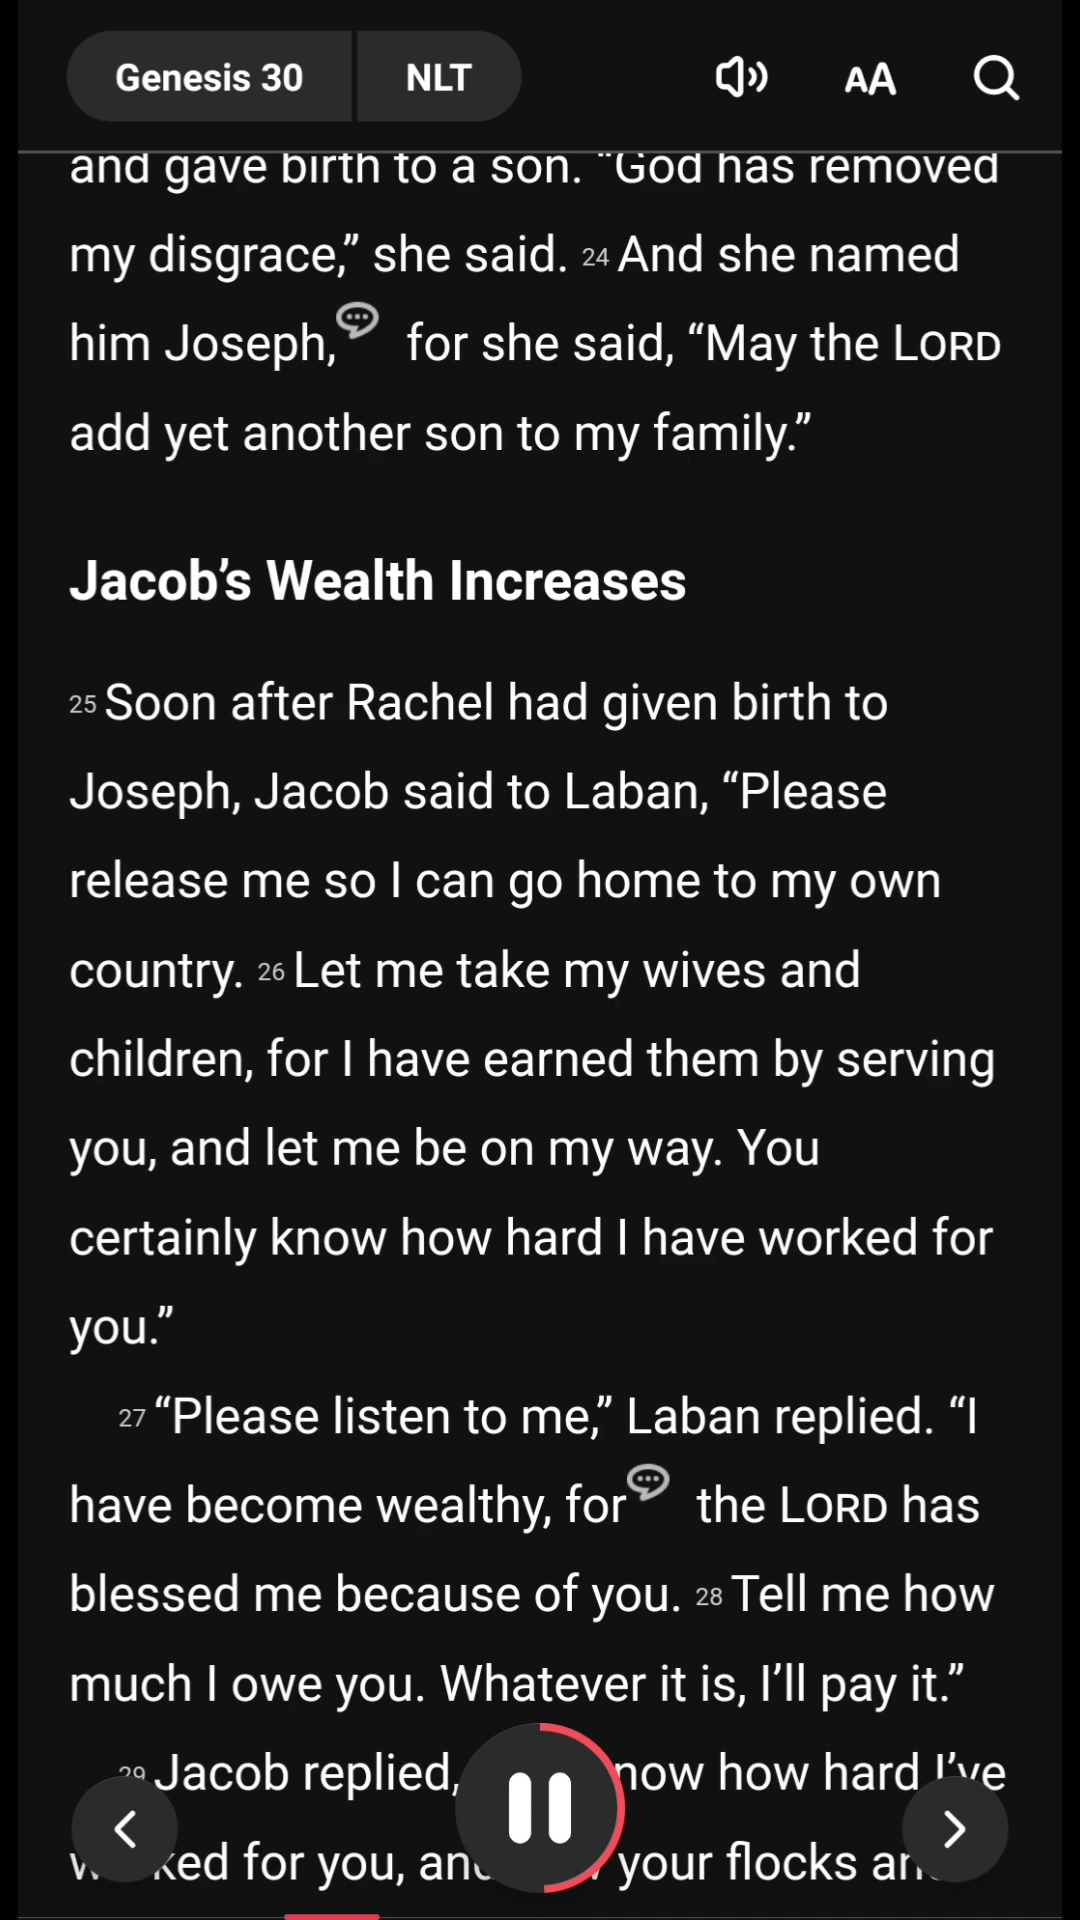 Genesis 30 NLT AA
and gave birth to a son. “God has removed
my disgrace,” she said. 24 And she named
him Joseph, for she said, “May the LORD
add yet another son to my family.”
Jacob’s Wealth Increases
25 Soon after Rachel had given birth to
Joseph, Jacob said to Laban, “Please
release me so I can go home to my own
country. 26 Let me take my wives and
children, for I have earned them by serving
you, and let me be on my way. You
certainly know how hard I have worked for
you.”
27 “Please listen to me,” Laban replied. “I
have become wealthy, for the LORD has
blessed me because of you. 28 Tell me how
much I owe you. Whatever it is, I’ll pay it.”
29 Jacob replied, how hard I’ve
for you, your flocks